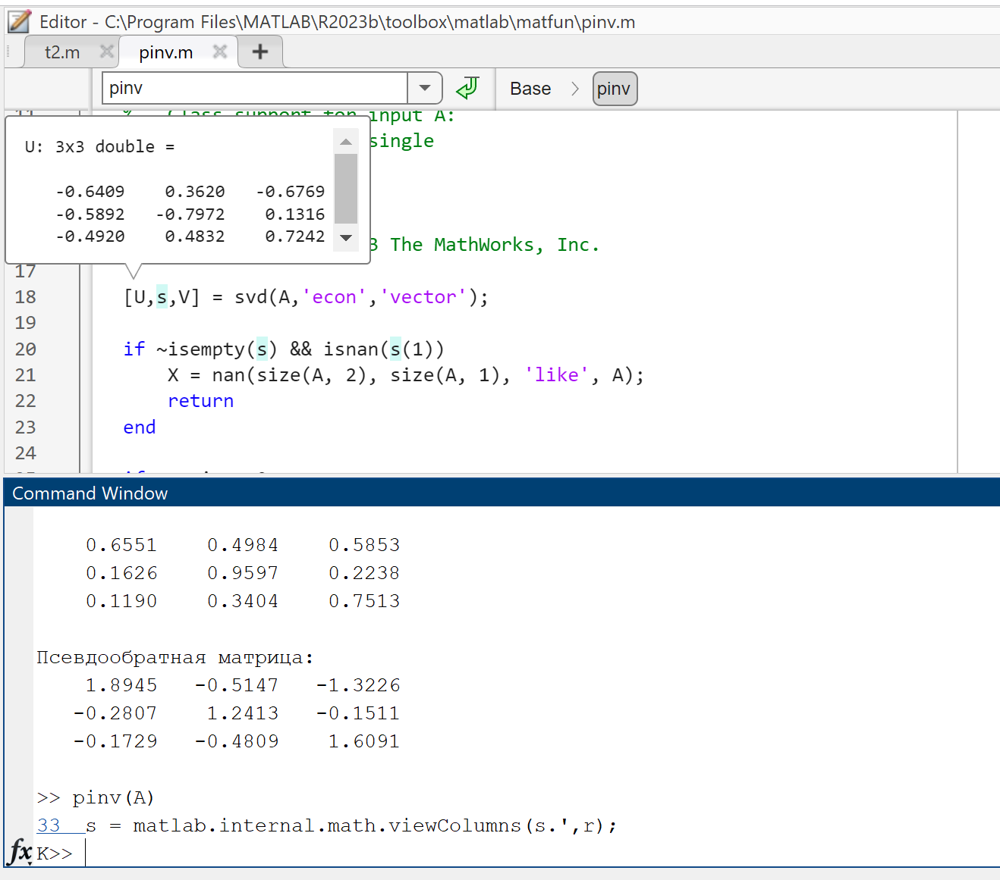 Editor - C:\Program Files\MATLAB\R2023b\toolbox\matlab\matfun\pinv.m
t2.m pinv.m
pinv Base pinv
% Class support for input A:
single
U: 3x3 double =
-0.6409 0.3620 -0.6769
-0.5892 -0.7972 0.1316
-0.4920 0.4832 0.7242
The MathWorks, Inc.
17
18 [U,s,V] = svd(A,'econ','vector');
19
20 if ~isempty(s) && isnan(s(1))
21 X = nan(size(A, 2), size(A, 1), 'like', A);
22 return
23 end
24
Command Window
0.6551 0.4984 0.5853
0.1626 0.9597 0.2238
0.1190 0.3404 0.7513
Псевдообратная матрица:
1.8945 -0.5147 -1.3226
-0.2807 1.2413 -0.1511
-0.1729 -0.4809 1.6091
>> pinv(A)
33 s = matlab.internal.math.viewColumns(s.',r);
fx K>>